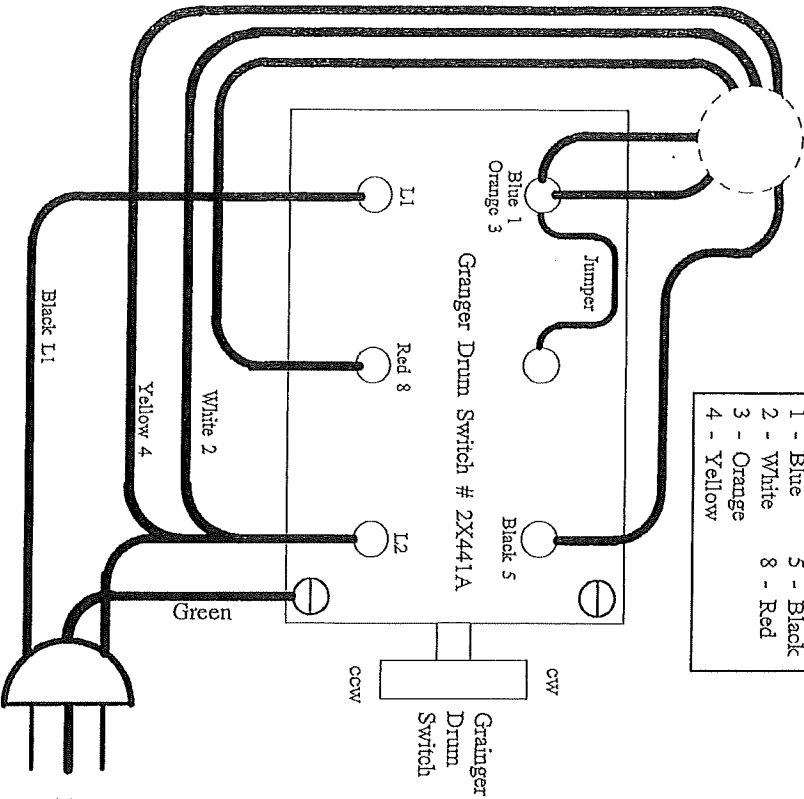 1 - Blue 5 - Black
2 - White 8 - Red
3 - Orange
4 - Yellow
Blue 1
Orange 3
Jumper
L1
Granger Drum Switch # 2X441A
Red 8
Black 5
L2
Black L1
Yellow 4
White 2
Green
CW
CCW
Grainger
Drum
Switch